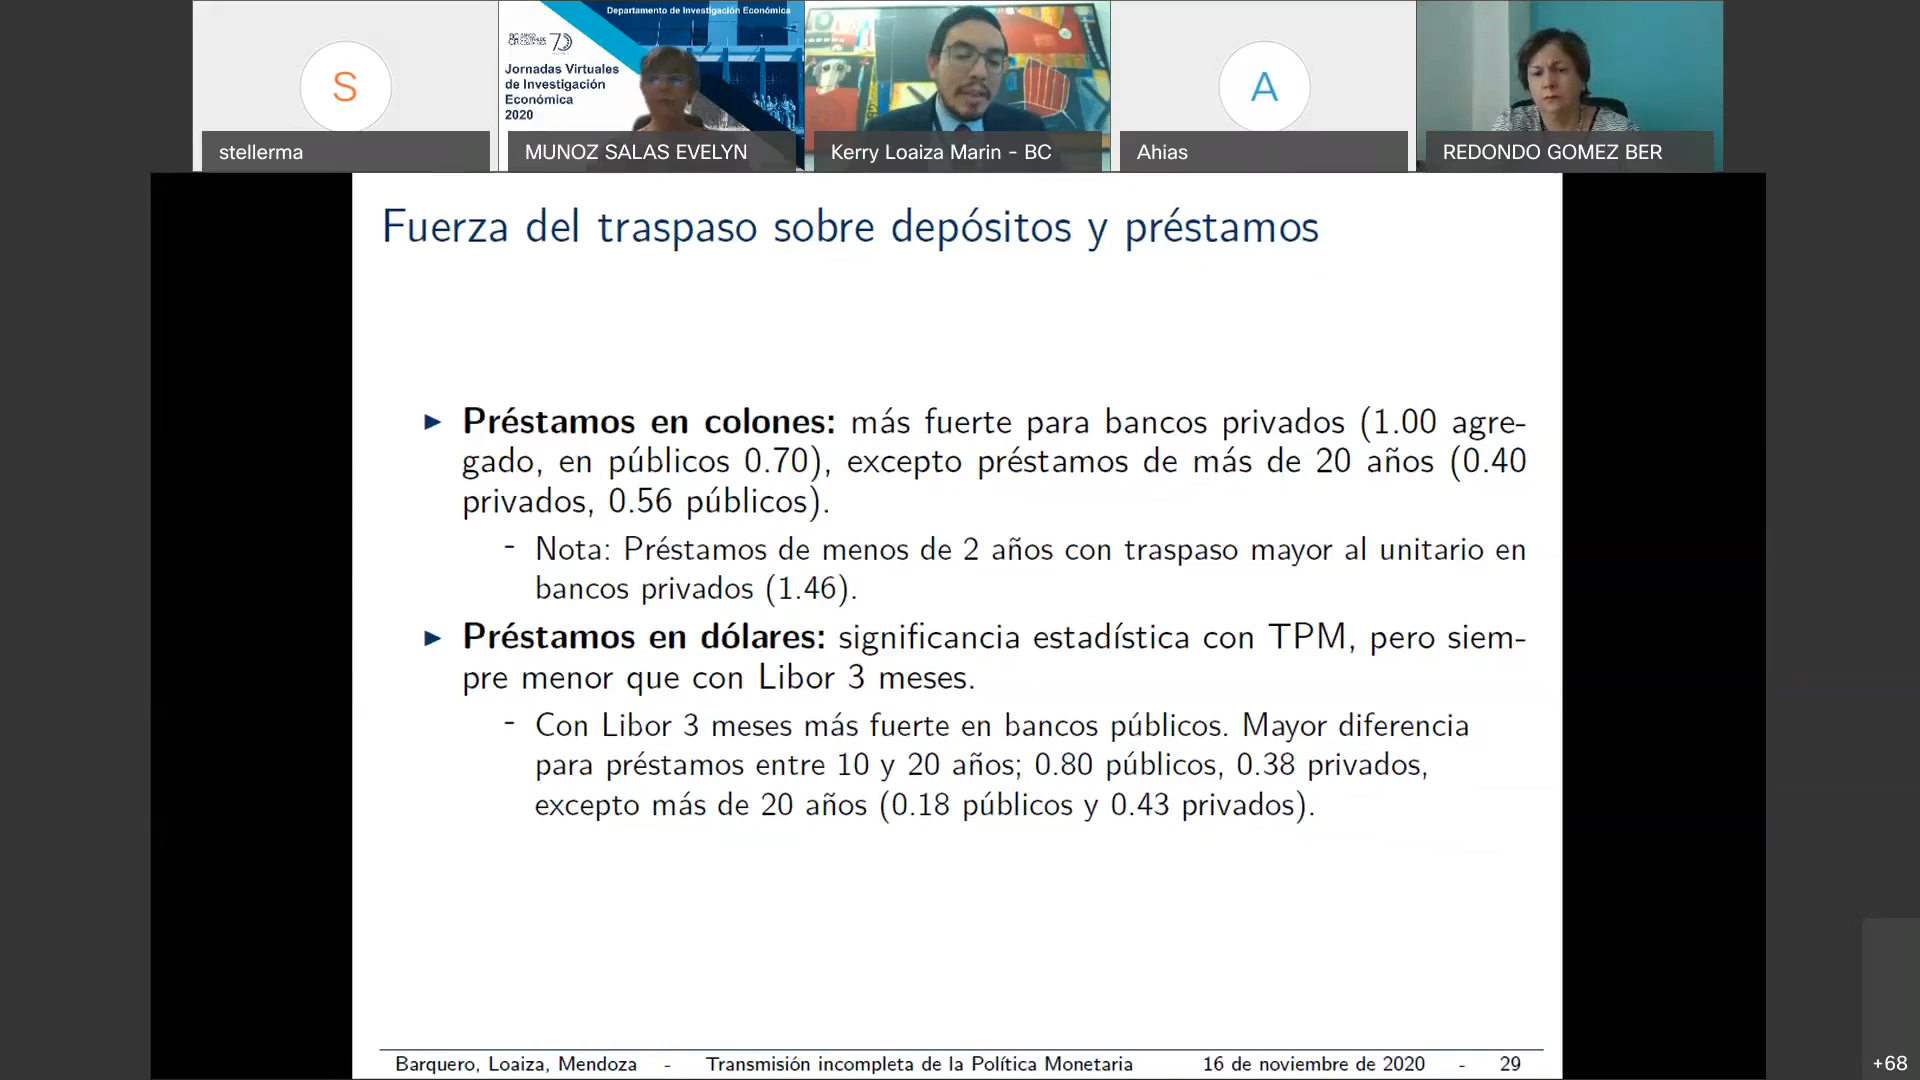 Departamento de Investigación Económica
Jornadas Virtuales
de Investigación
Económica
2020
S
A
stellerma
MUNOZ SALAS EVELYN
Kerry Loaiza Marin - BC
Ahias
REDONDO GOMEZ BER
Fuerza del traspaso sobre depósitos y préstamos
► Préstamos en colones: más fuerte para bancos privados (1.00 agre-
gado, en públicos 0.70), excepto préstamos de más de 20 años (0.40
privados, 0.56 públicos).
- Nota: Préstamos de menos de 2 años con traspaso mayor al unitario en
bancos privados (1.46).
► Préstamos en dólares: significancia estadística con TPM, pero siem-
pre menor que con Libor 3 meses.
- Con Libor 3 meses más fuerte en bancos públicos. Mayor diferencia
para préstamos entre 10 y 20 años; 0.80 públicos, 0.38 privados,
excepto más de 20 años (0.18 públicos y 0.43 privados).
Barquero, Loaiza, Mendoza - Transmisión incompleta de la Política Monetaria 16 de noviembre de 2020 - 29
+68